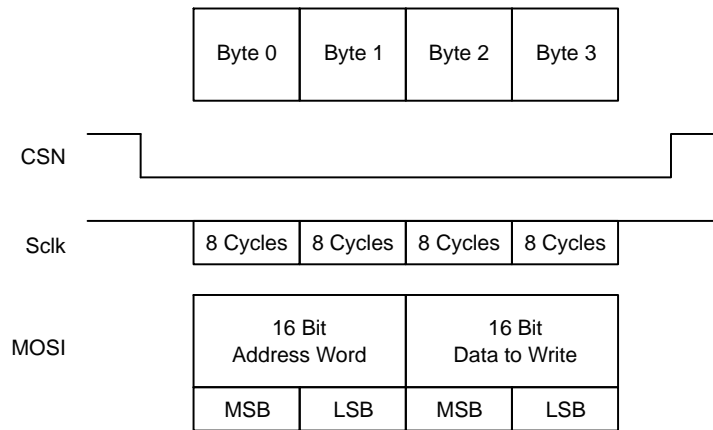 Byte 0 Byte 1 Byte 2 Byte 3
CSN
Sclk 8 Cycles 8 Cycles 8 Cycles 8 Cycles
MOSI
16 Bit
Address Word
16 Bit
Data to Write
MSB LSB MSB LSB